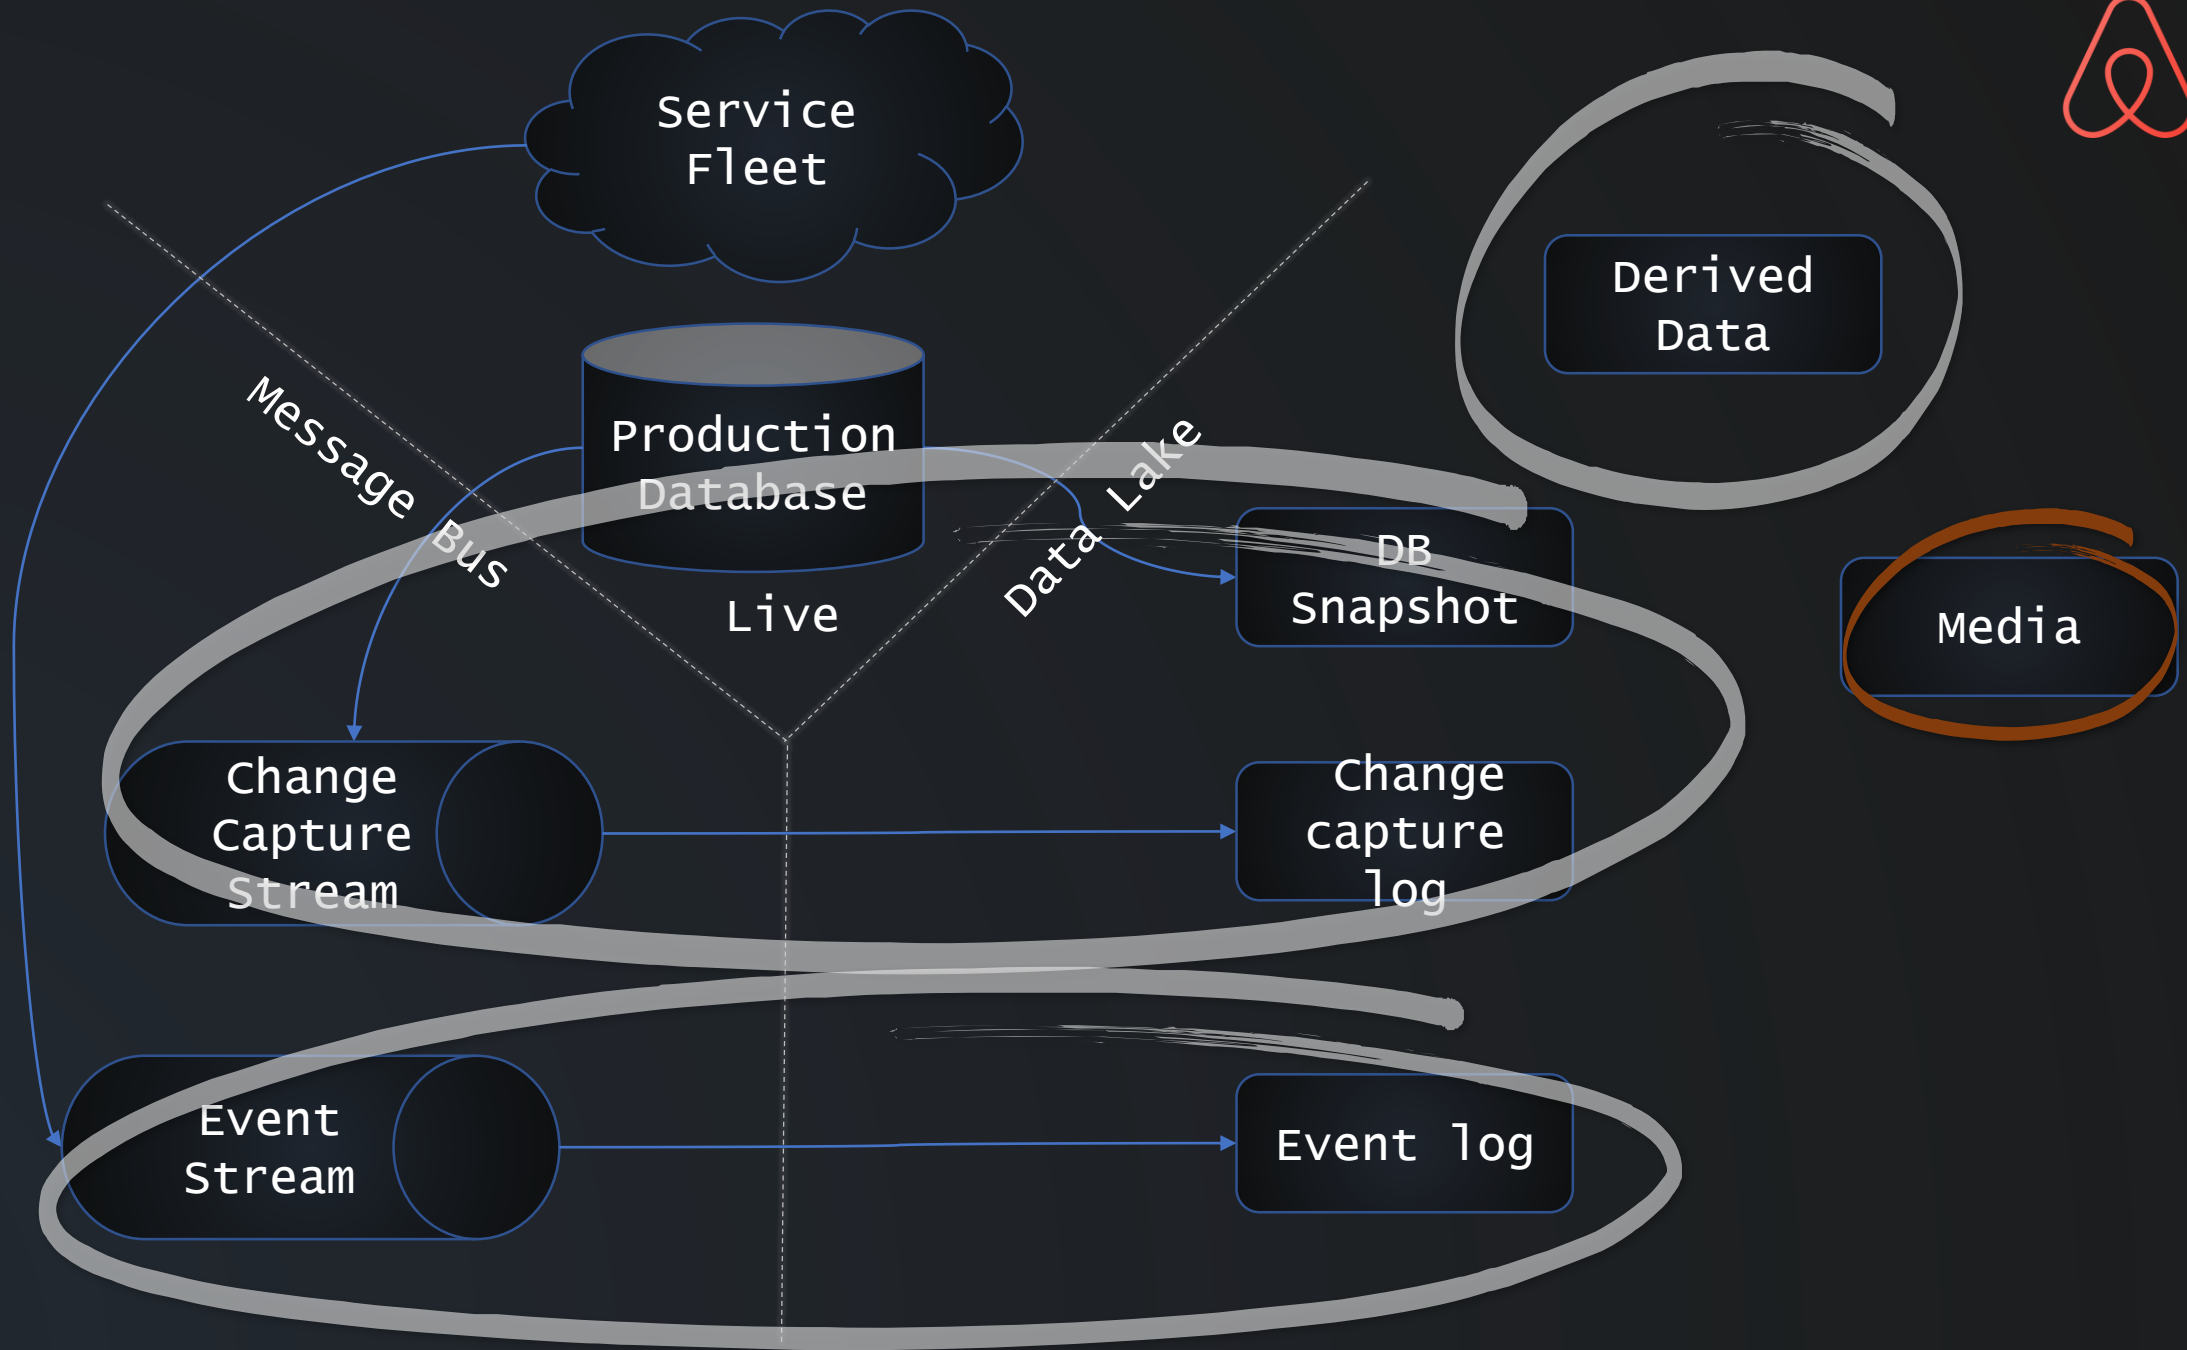 Service
Fleet
Derived
Data
Message Bus
Production
Database
Data Lake
Live
DB
Snapshot
Media
Change
Capture
Stream
Change
capture
log
Event
Stream
Event log